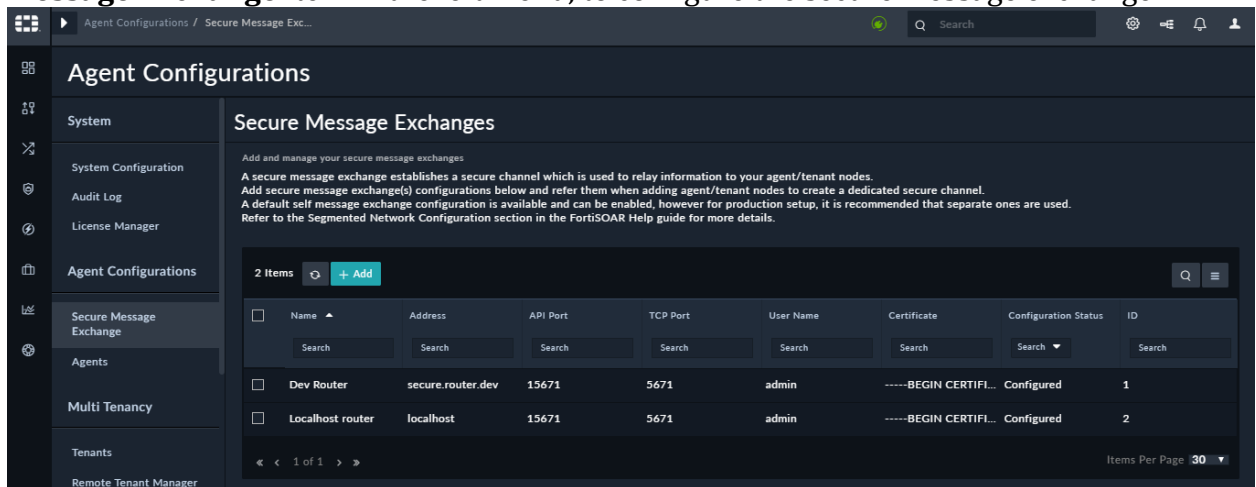 Agent Configurations / Secure Message Exc...
Search
Agent Configurations
System
System Configuration
Audit Log
License Manager
Agent Configurations
Secure Message
Exchange
Agents
Multi Tenancy
Tenants
Remote Tenant Manager
Secure Message Exchanges
Add and manage your secure message exchanges
A secure message exchange establishes a secure channel which is used to relay information to your agent/tenant nodes.
Add secure message exchange(s) configurations below and refer them when adding agent/tenant nodes to create a dedicated secure channel.
A default self message exchange configuration is available and can be enabled, however for production setup, it is recommended that separate ones are used.
Refer to the Segmented Network Configuration section in the FortiSOAR Help guide for more details.
2 Items + Add
Name Address API Port TCP Port User Name Certificate Configuration Status ID
Search Search Search Search Search Search Search Search
Dev Router secure.router.dev 15671 5671 admin -----BEGIN CERTIFI... Configured 1
Localhost router localhost 15671 5671 admin -----BEGIN CERTIFI... Configured 2
« < 1 of 1 > »
Items Per Page 30